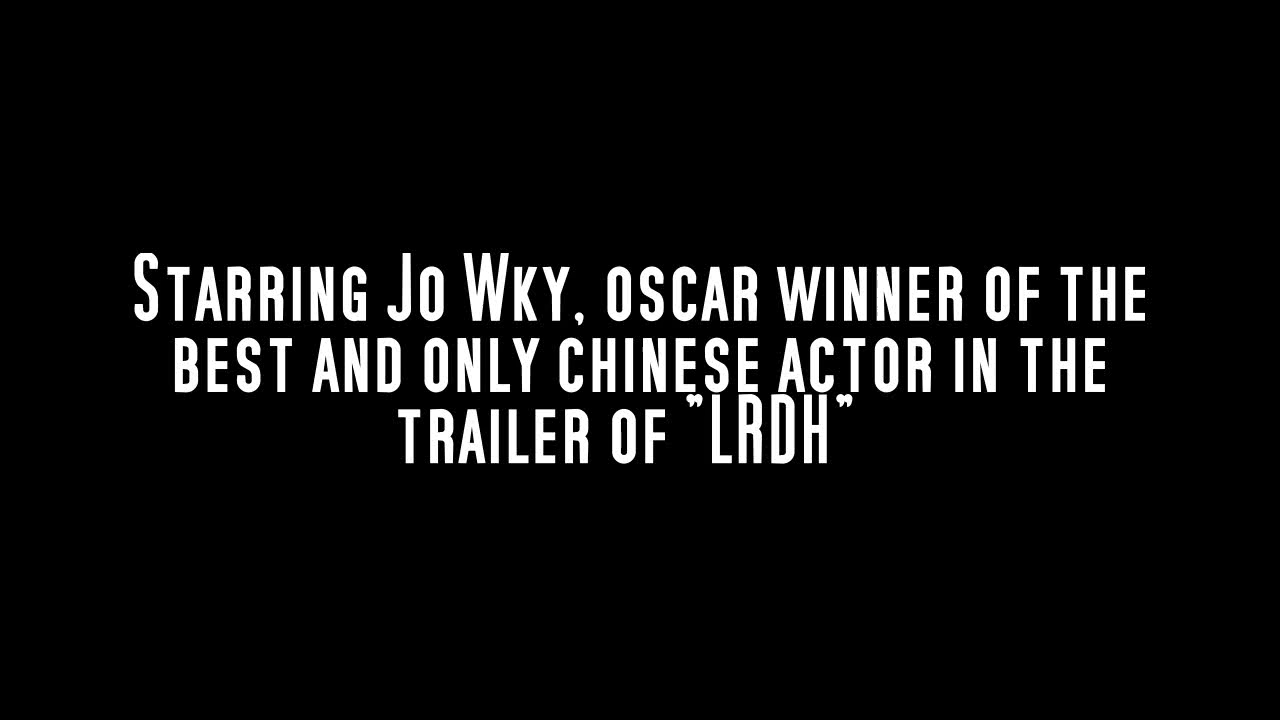 Starring Jo Wky, oscar winner of the
best and only chinese actor in the
trailer of "LRDH"